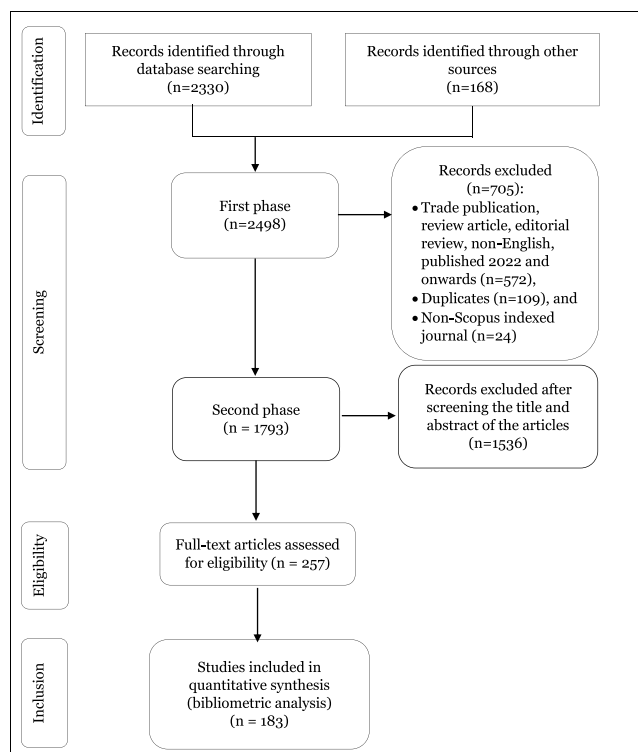 Identification
Records identified through
database searching
(n=2330)
Records identified through other
sources
(n=168)
Screening
First phase
(n=2498)
Records excluded
(n=705):
• Trade publication,
review article, editorial
review, non-English,
published 2022 and
onwards (n=572),
• Duplicates (n=109), and
• Non-Scopus indexed
journal (n=24)
Second phase
(n = 1793)
Records excluded after
screening the title and
abstract of the articles
(n=1536)
Eligibility
Full-text articles assessed
for eligibility (n = 257)
Inclusion
Studies included in
quantitative synthesis
(bibliometric analysis)
n = 183)